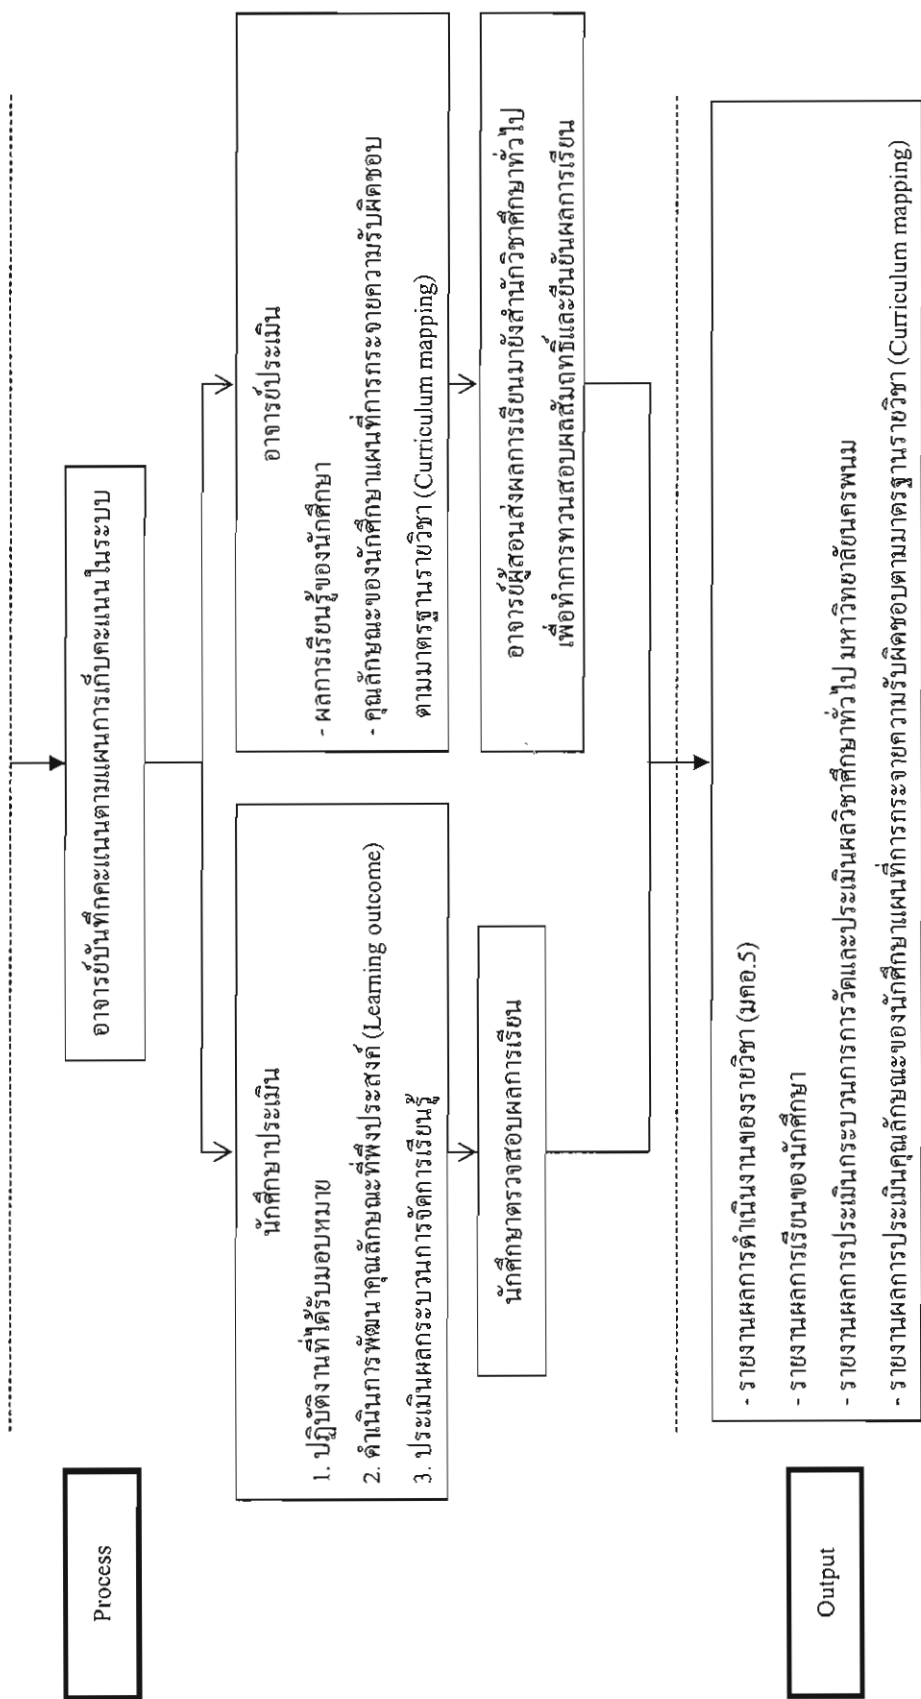 Process
อาจารย์บันทึกคะแนนตามแผนการเก็บคะแนนในระบบ
นักศึกษาประเมิน
1. ปฏิบัติงานที่ได้รับมอบหมาย
2. ดำเนินการพัฒนาคุณลักษณะที่พึงประสงค์ (Learning outcome)
3. ประเมินผลกระบวนการจัดการเรียนรู้
นักศึกษาตรวจสอบผลการเรียน
อาจารย์ประเมิน
- ผลการเรียนรู้ของนักศึกษา
- คุณลักษณะของนักศึกษาแผนที่การกระจายความรับผิดชอบ
ตามมาตรฐานรายวิชา (Curriculum mapping)
อาจารย์ผู้สอนส่งผลการเรียนมายังสำนักวิชาศึกษาทั่วไป
เพื่อทำการทวนสอบผลสัมฤทธิ์และยืนยันผลการเรียน
Output
- รายงานผลการดำเนินงานของรายวิชา (มคอ.5)
- รายงานผลการเรียนของนักศึกษา
- รายงานผลการประเมินกระบวนการการวัดและประเมินผลวิชาศึกษาทั่วไป มหาวิทยาลัยนครพนม
- รายงานผลการประเมินคุณลักษณะของนักศึกษาแผนที่การกระจายความรับผิดชอบตามมาตรฐานรายวิชา (Curriculum mapping)